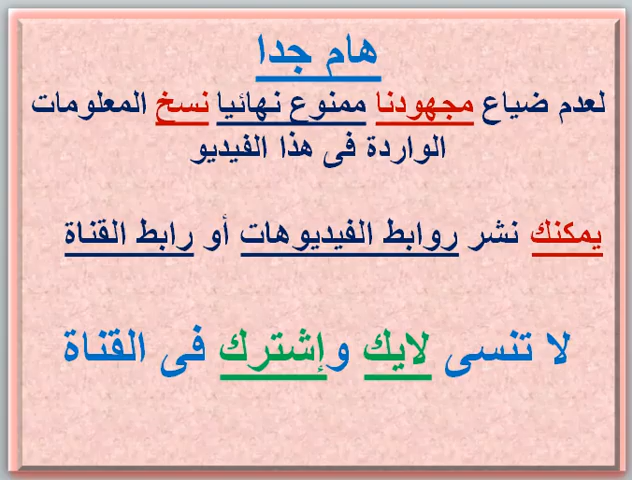 هام جدا
لعدم ضياع مجهودنا ممنوع نهائيا نسخ المعلومات
الواردة فى هذا الفيديو
يمكنك نشر روابط الفيديوهات أو رابط القناة
لا تنسى لايك وإشترك فى القناة